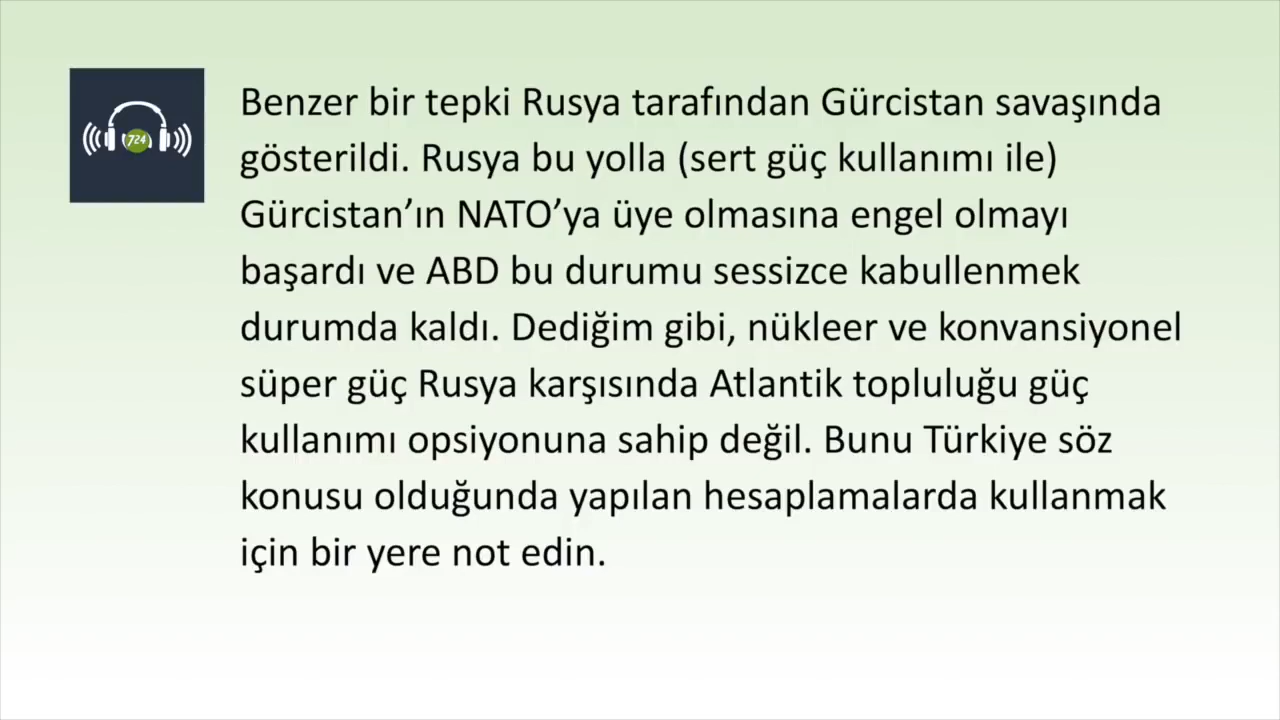 724
Benzer bir tepki Rusya tarafından Gürcistan savaşında
gösterildi. Rusya bu yolla (sert güç kullanımı ile)
Gürcistan’ın NATO’ya üye olmasına engel olmayı
başardı ve ABD bu durumu sessizce kabullenmek
durumda kaldı. Dediğim gibi, nükleer ve konvansiyonel
süper güç Rusya karşısında Atlantik topluluğu güç
kullanımı opsiyonuna sahip değil. Bunu Türkiye söz
konusu olduğunda yapılan hesaplamalarda kullanmak
için bir yere not edin.